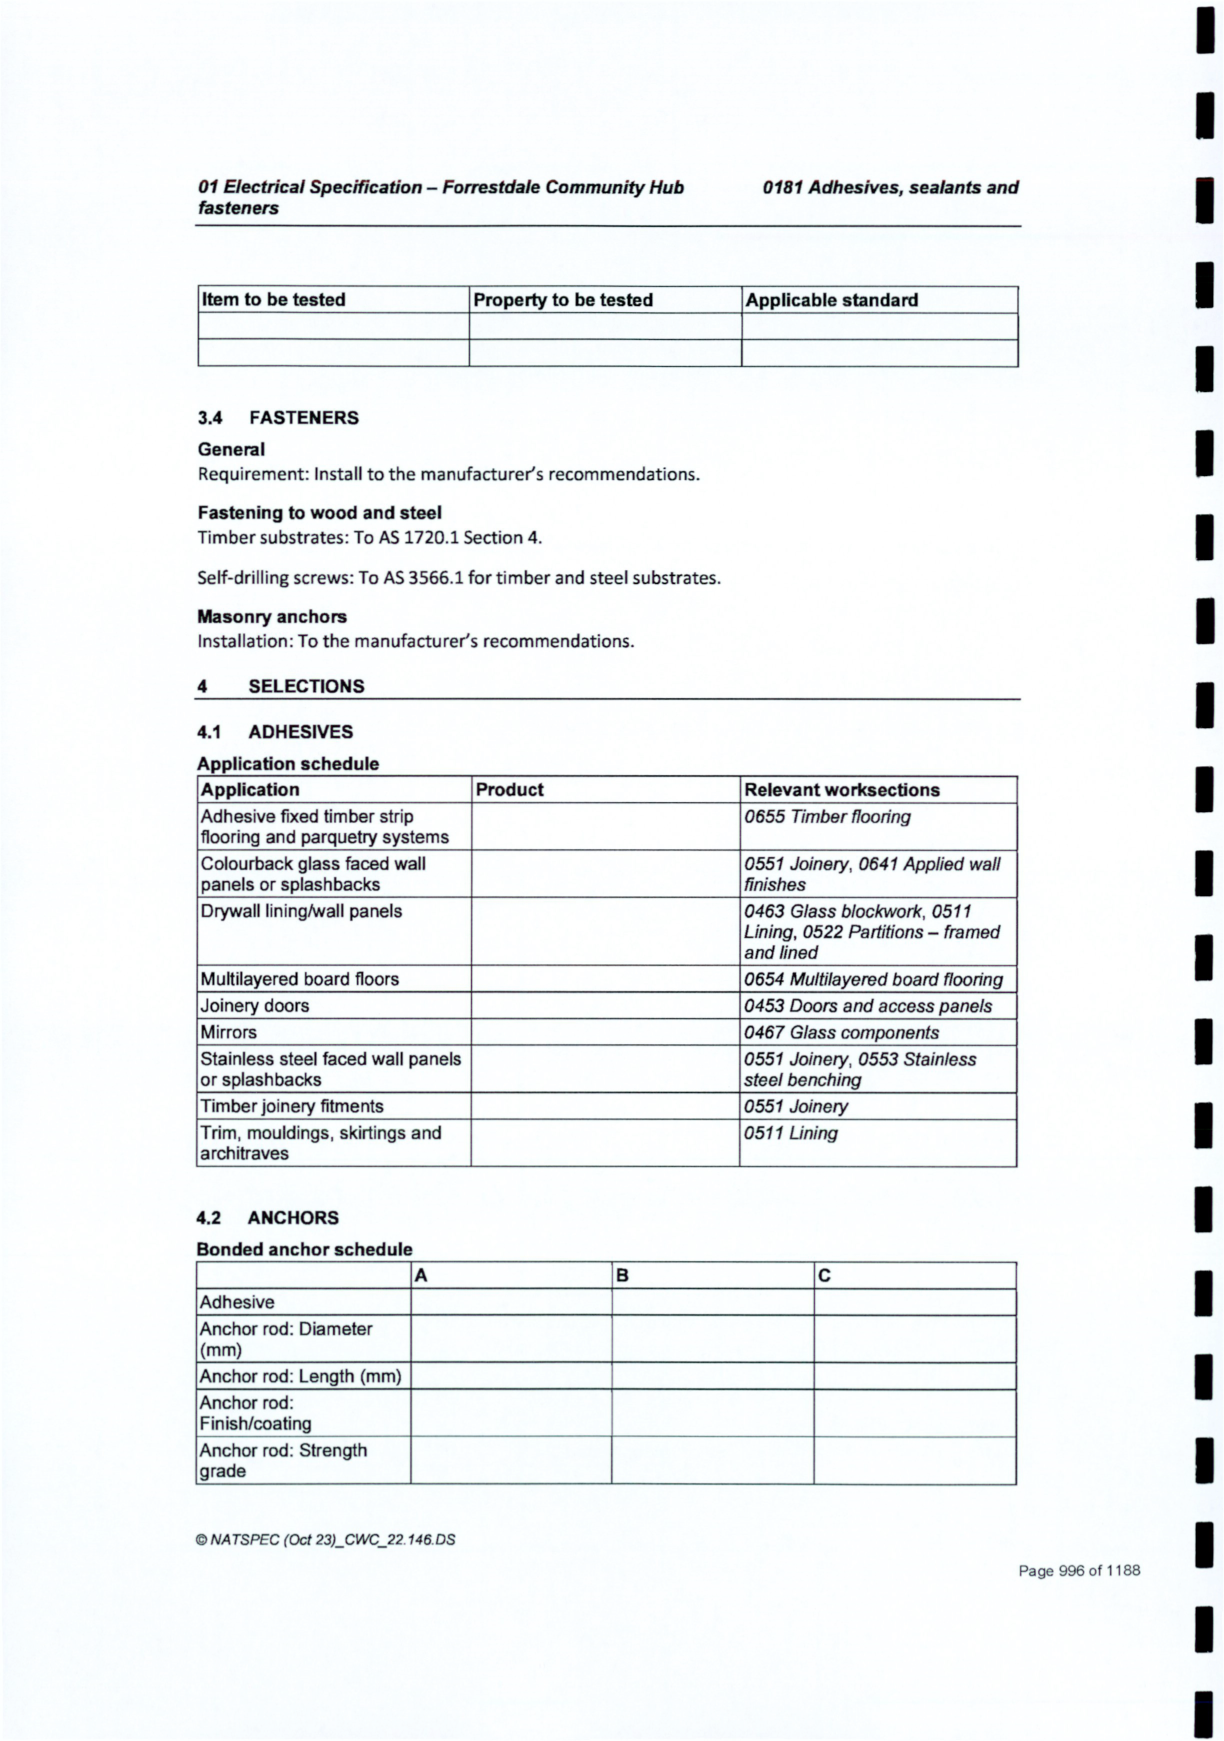 01 Electrical Specification – Forrestdale Community Hub 0181 Adhesives, sealants and
fasteners
Item to be tested Property to be tested Applicable standard
3.4 FASTENERS
General
Requirement: Install to the manufacturer's recommendations.
Fastening to wood and steel
Timber substrates: To AS 1720.1 Section 4.
Self-drilling screws: To AS 3566.1 for timber and steel substrates.
Masonry anchors
Installation: To the manufacturer's recommendations.
4 SELECTIONS
4.1 ADHESIVES
Application schedule
Application Product Relevant worksections
Adhesive fixed timber strip 0655 Timber flooring
flooring and parquetry systems
Colourback glass faced wall 0551 Joinery, 0641 Applied wall
panels or splashbacks finishes
Drywall lining/wall panels 0463 Glass blockwork, 0511
Lining, 0522 Partitions – framed
and lined
Multilayered board floors 0654 Multilayered board flooring
Joinery doors 0453 Doors and access panels
Mirrors 0467 Glass components
Stainless steel faced wall panels 0551 Joinery, 0553 Stainless
or splashbacks steel benching
Timber joinery fitments 0551 Joinery
Trim, mouldings, skirtings and 0511 Lining
architraves
4.2 ANCHORS
Bonded anchor schedule
A B C
Adhesive
Anchor rod: Diameter
(mm)
Anchor rod: Length (mm)
Anchor rod:
Finish/coating
Anchor rod: Strength
grade
© NATSPEC (Oct 23)_CWC_22.146.DS
Page 996 of 1188